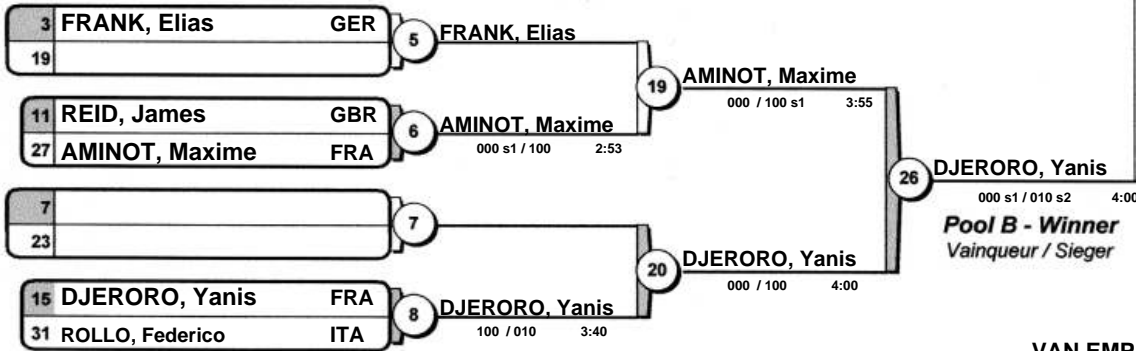 3 FRANK, Elias GER
19
5 FRANK, Elias
11 REID, James GBR
27 AMINOT, Maxime FRA
6 AMINOT, Maxime
000 s1 / 100 2:53
19 AMINOT, Maxime
000 / 100 s1 3:55
7
23
7
15 DJERORO, Yanis FRA
31 ROLLO, Federico ITA
8 DJERORO, Yanis
100 / 010 3:40
20 DJERORO, Yanis
000 / 100 4:00
26 DJERORO, Yanis
000 s1 / 010 s2 4:00
Pool B - Winner
Vainqueur / Sieger
VAN EMP